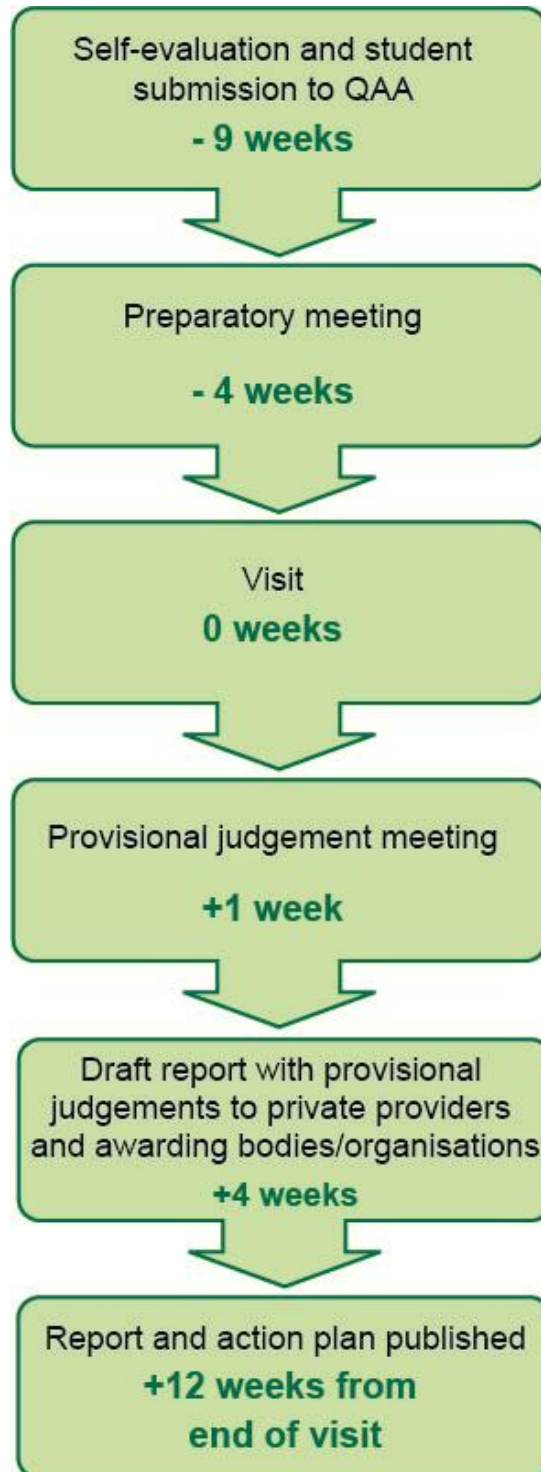 Self-evaluation and student
submission to QAA
- 9 weeks
Preparatory meeting
- 4 weeks
Visit
0 weeks
Provisional judgement meeting
+1 week
Draft report with provisional
judgements to private providers
and awarding bodies/organisations
+4 weeks
Report and action plan published
+12 weeks from
end of visit